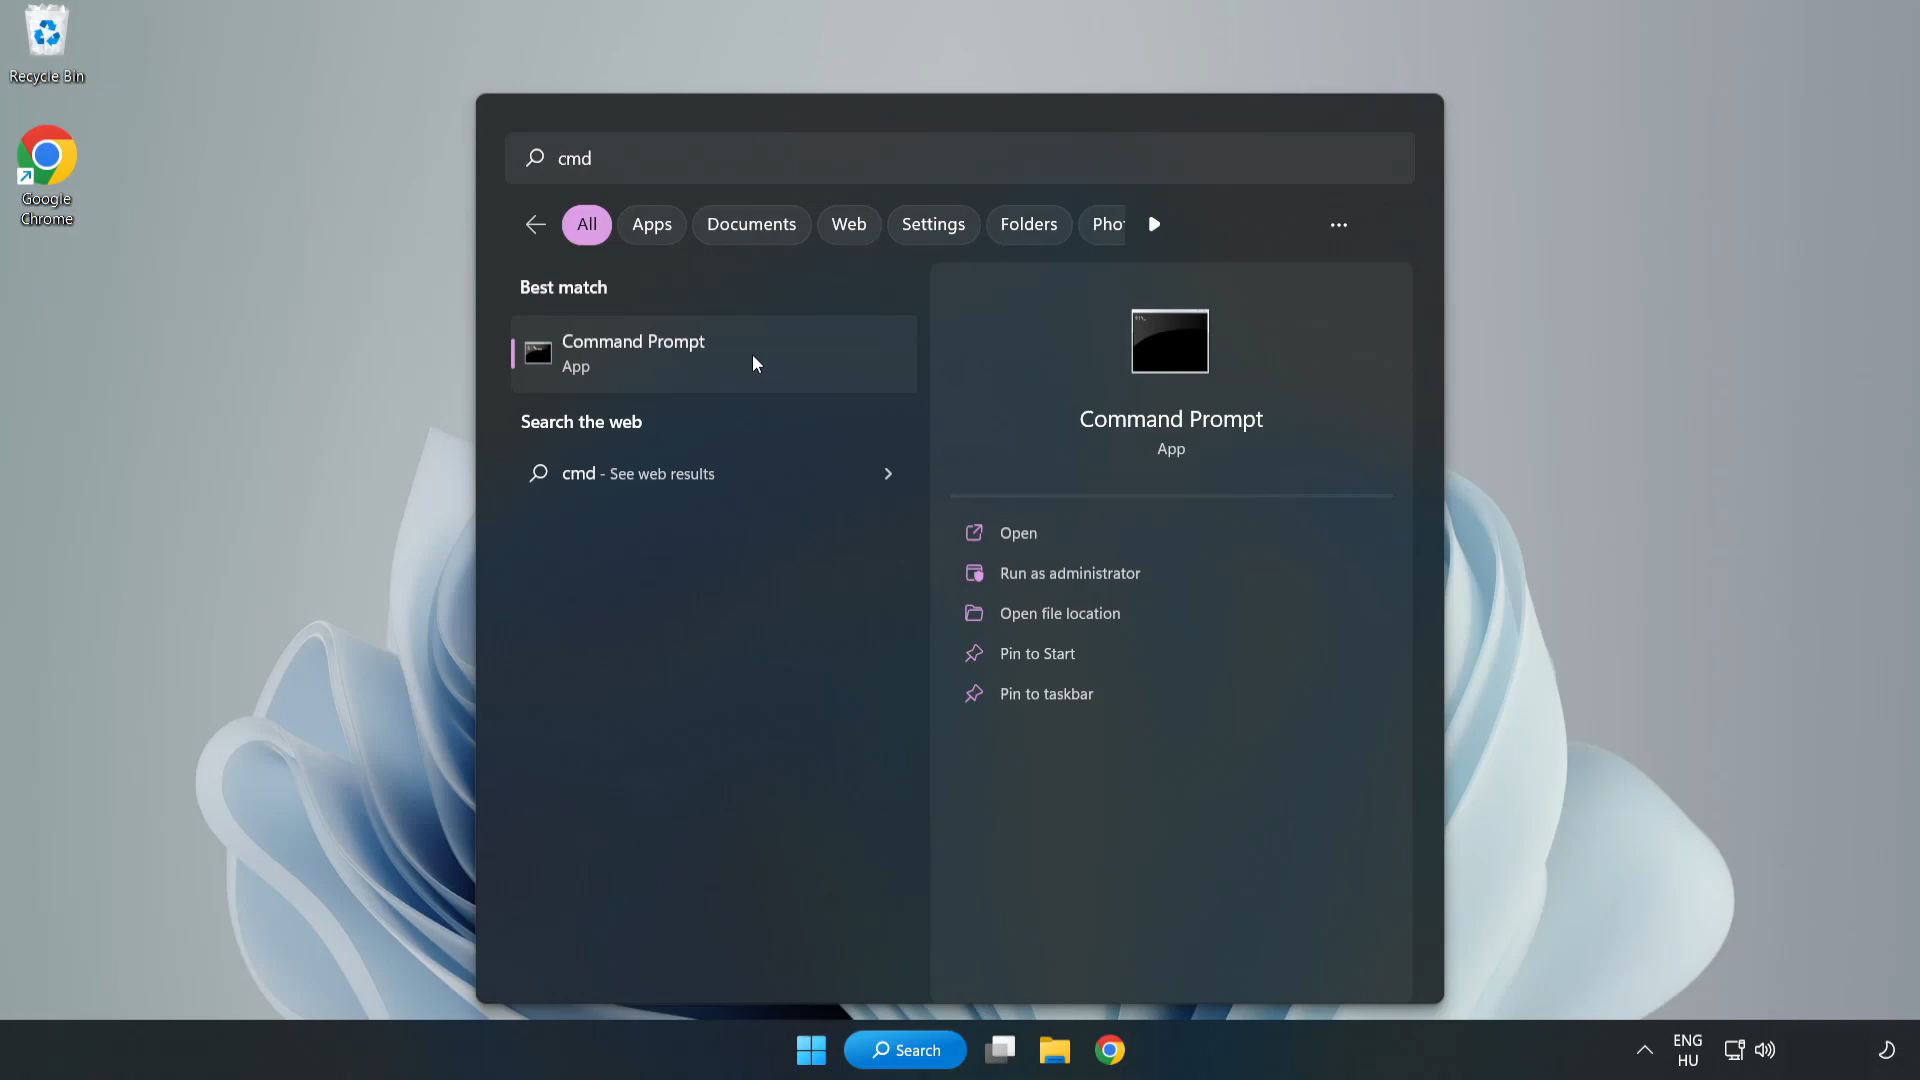 Recycle Bin
Google
Chrome
cmd
All Apps Documents Web Settings Folders Pho
Best match
Command Prompt
App
Search the web
cmd - See web results
Command Prompt
App
Open
Run as administrator
Open file location
Pin to Start
Pin to taskbar
Search
ENG
HU